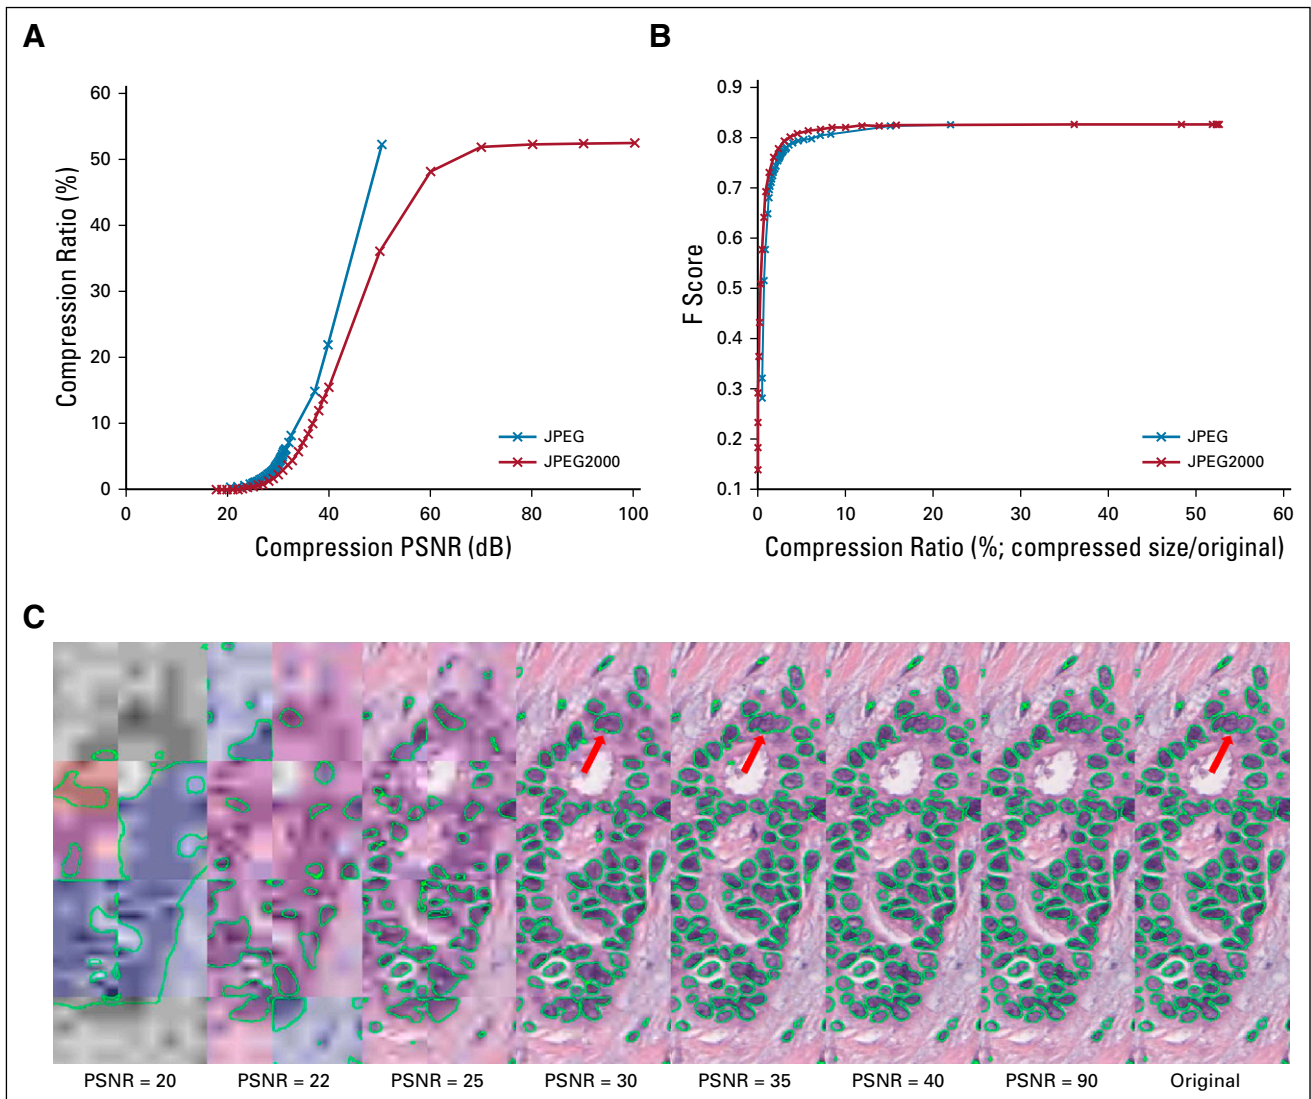 A
B
60
50
40
30
20
10
0
0
20
40
60
80
100
Compression Ratio (%)
Compression PSNR (dB)
JPEG
JPEG2000
0.9
0.8
0.7
0.6
0.5
0.4
0.3
0.2
0.1
0
10
20
30
40
50
60
F Score
Compression Ratio (%; compressed size/original)
JPEG
JPEG2000
C
PSNR = 20
PSNR = 22
PSNR = 25
PSNR = 30
PSNR = 35
PSNR = 40
PSNR = 90
Original